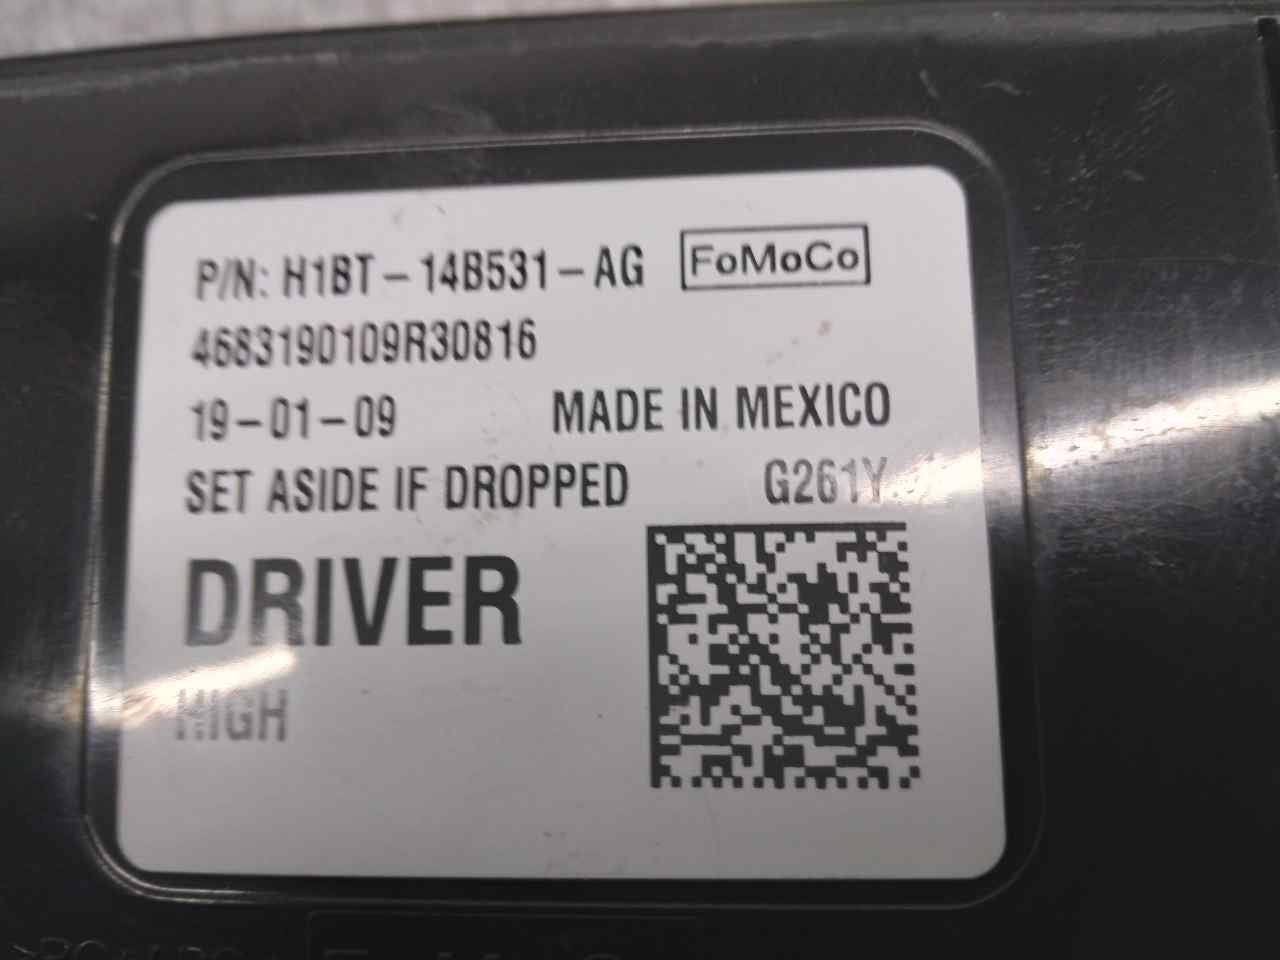 P/N: H1BT-14B531-AG FoMoCo
4683190109R30816
19-01-09 MADE IN MEXICO
SET ASIDE IF DROPPED G261Y
DRIVER
HIGH